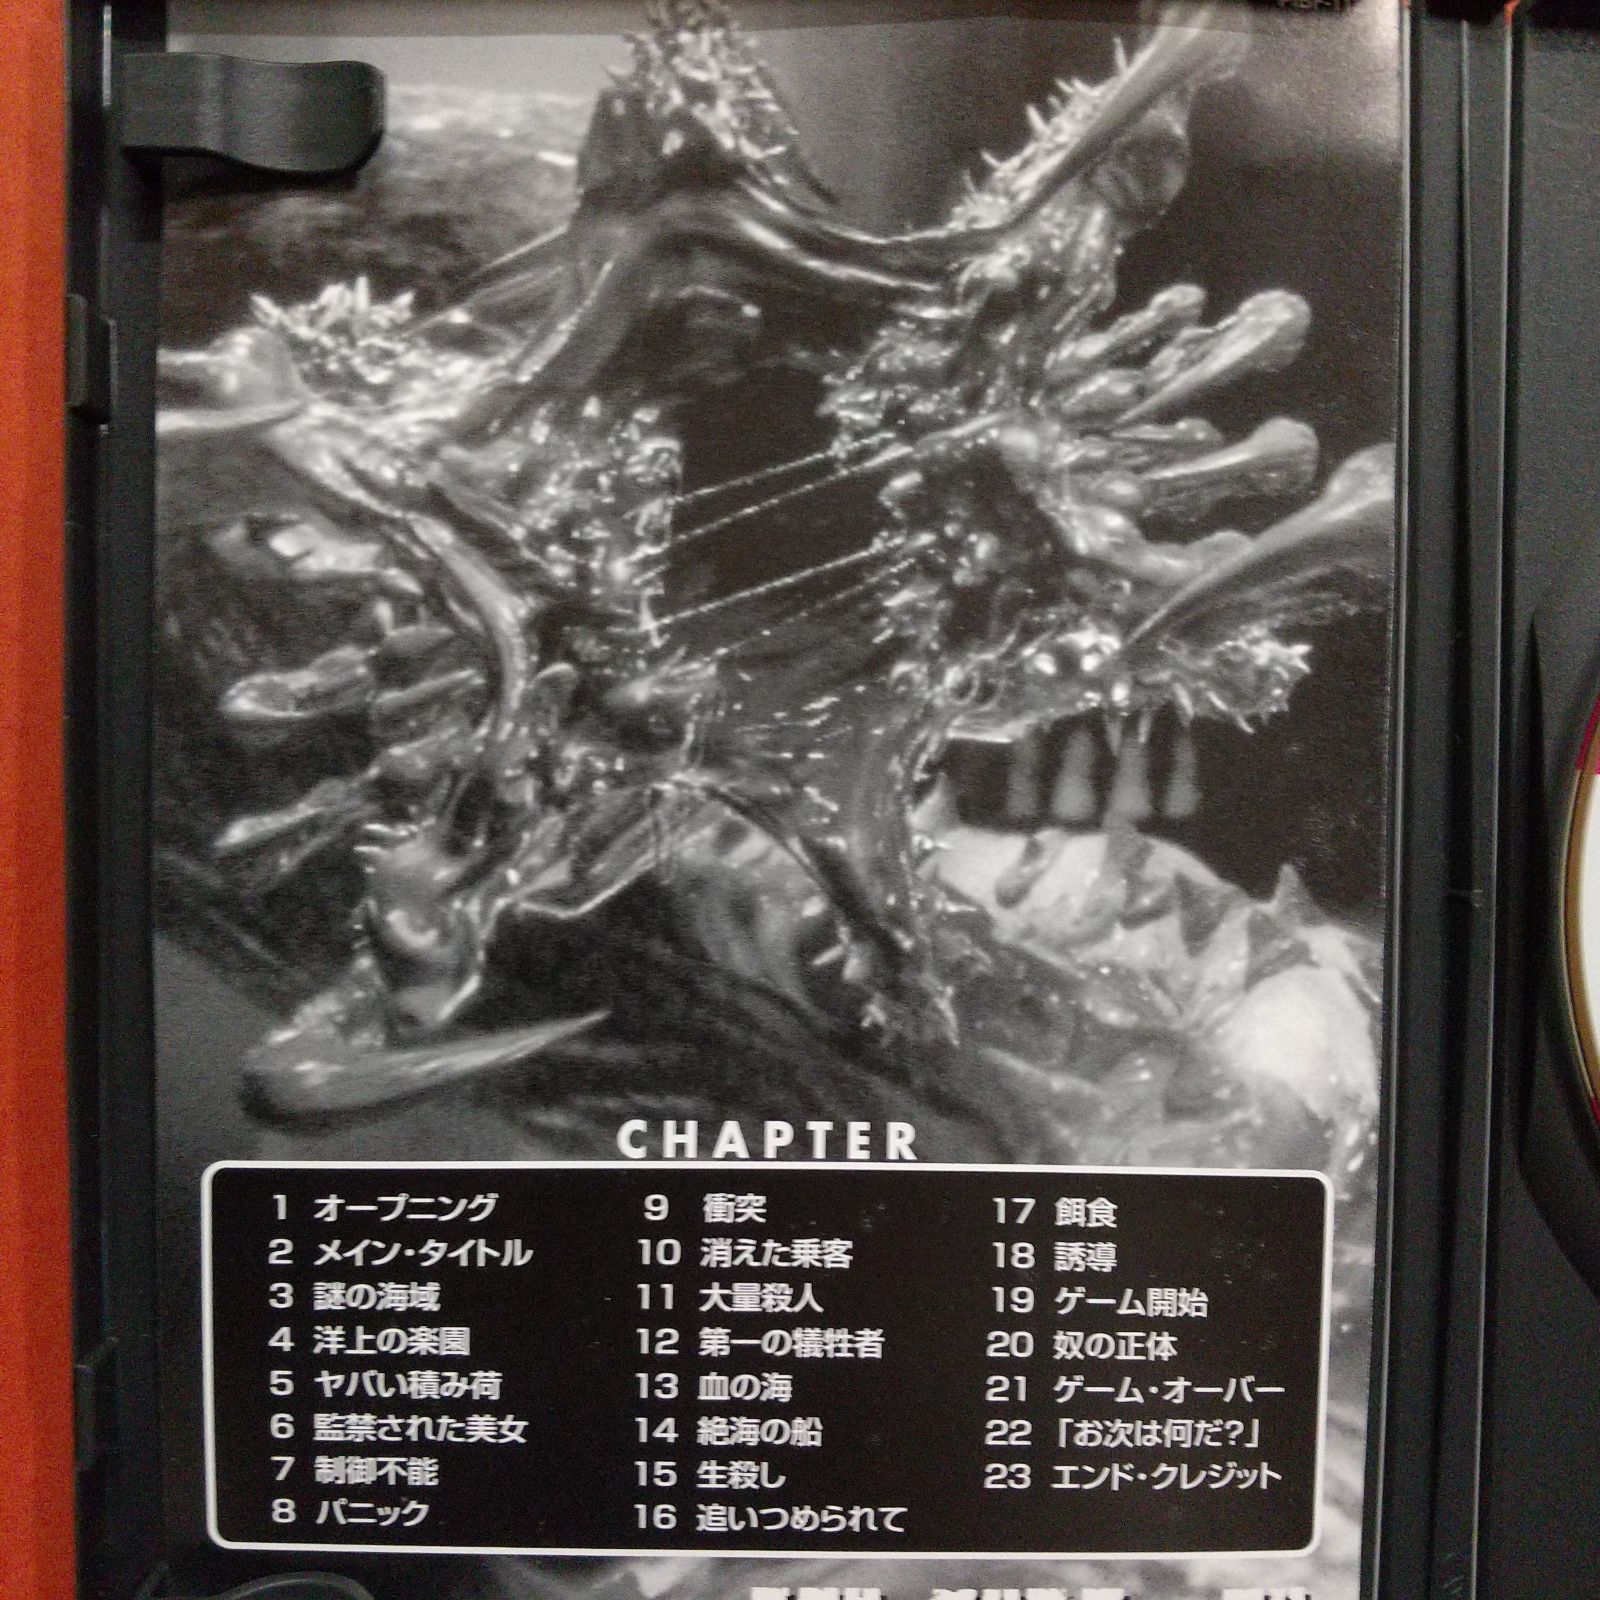 CHAPTER
1 オープニング
2 メイン・タイトル
3 謎の海域
4 洋上の楽園
5 ヤバい積み荷
6 監禁された美女
7 制御不能
8 パニック
9 衝突
10 消えた乗客
11 大量殺人
12 第一の犠牲者
13 血の海
14 絶海の船
15 生殺し
16 追いつめられて
17 餌食
18 誘導
19 ゲーム開始
20 奴の正体
21 ゲーム・オーバー
22 「お次は何だ?」
23 エンド・クレジット